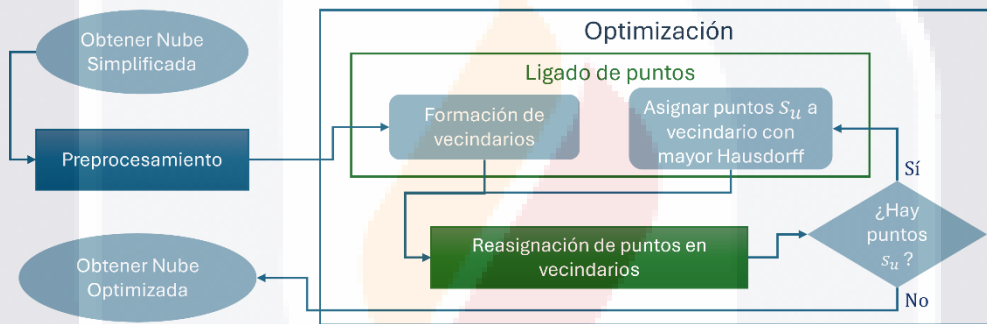 Obtener Nube
Simplificada
Preprocesamiento
Optimización
Ligado de puntos
Formación de
vecindarios
Asignar puntos S_u a
vecindario con
mayor Hausdorff
Sí
¿Hay
puntos
s_u ?
No
Reasignación de puntos en
vecindarios
Obtener Nube
Optimizada